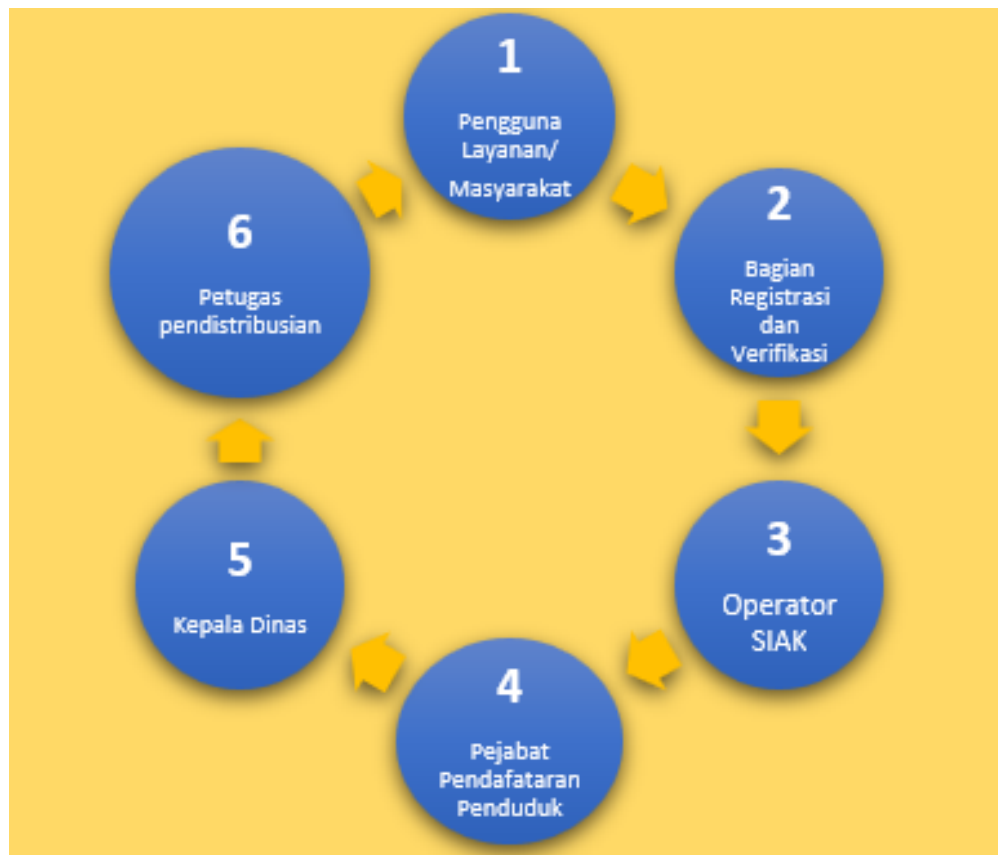 1
Pengguna
Layanan/
Masyarakat
2
Bagian
Registrasi
dan
Verifikasi
3
Operator
SIAK
4
Pejabat
Pendafataran
Penduduk
5
Kepala Dinas
6
Petugas
pendistribusian